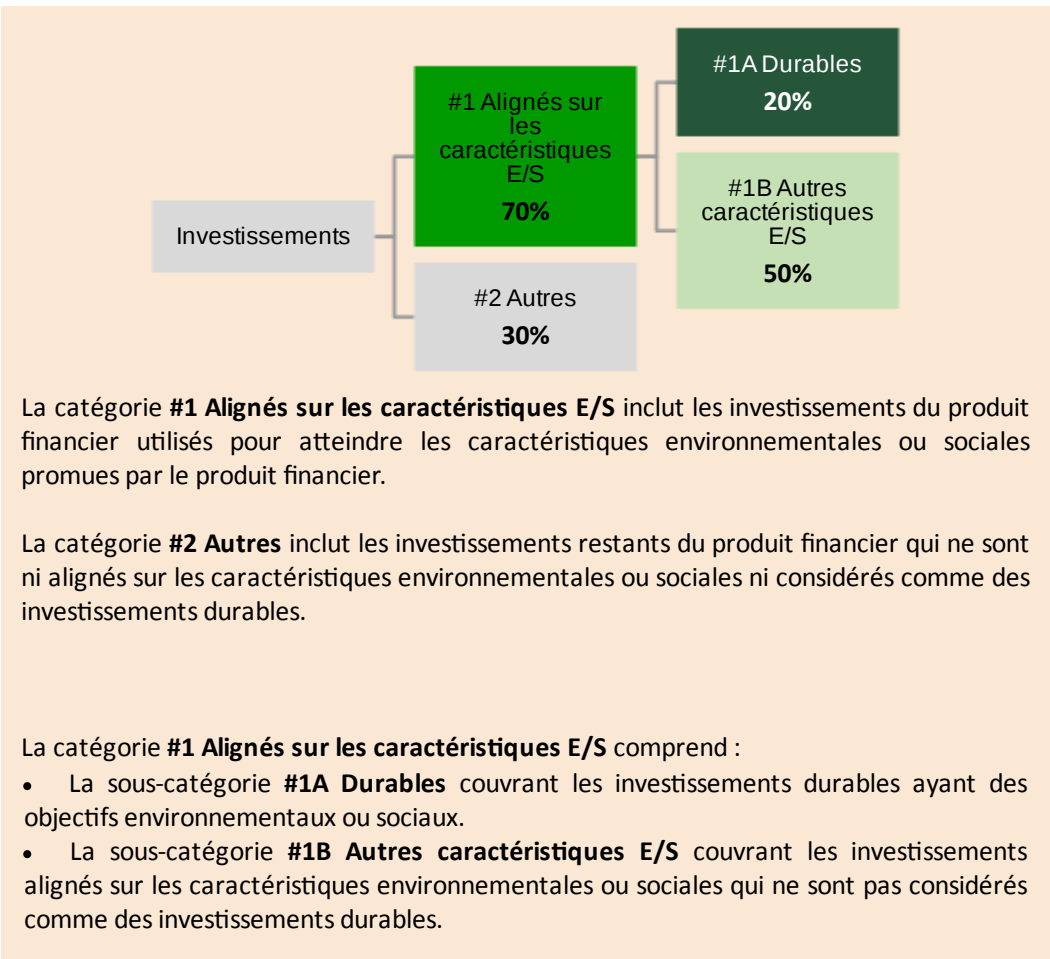 #1A Durables
20%
#1 Alignés sur
les
caractéristiques
E/S
70%
#1B Autres
caractéristiques
E/S
50%
Investissements
#2 Autres
30%
La catégorie #1 Alignés sur les caractéristiques E/S inclut les investissements du produit
financier utilisés pour atteindre les caractéristiques environnementales ou sociales
promues par le produit financier.
La catégorie #2 Autres inclut les investissements restants du produit financier qui ne sont
ni alignés sur les caractéristiques environnementales ou sociales ni considérés comme des
investissements durables.
La catégorie #1 Alignés sur les caractéristiques E/S comprend :
• La sous-catégorie #1A Durables couvrant les investissements durables ayant des
objectifs environnementaux ou sociaux.
• La sous-catégorie #1B Autres caractéristiques E/S couvrant les investissements
alignés sur les caractéristiques environnementales ou sociales qui ne sont pas considérés
comme des investissements durables.